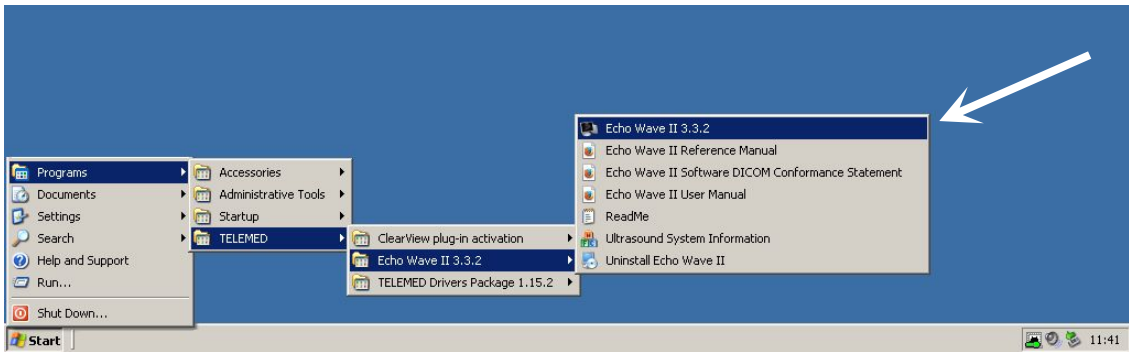 Programs
Documents
Settings
Search
Help and Support
Run...
Shut Down...
Accessories
Administrative Tools
Startup
TELEMED
ClearView plug-in activation
Echo Wave II 3.3.2
TELEMED Drivers Package 1.15.2
Echo Wave II 3.3.2
Echo Wave II Reference Manual
Echo Wave II Software DICOM Conformance Statement
Echo Wave II User Manual
ReadMe
Ultrasound System Information
Uninstall Echo Wave II
Start
11:41